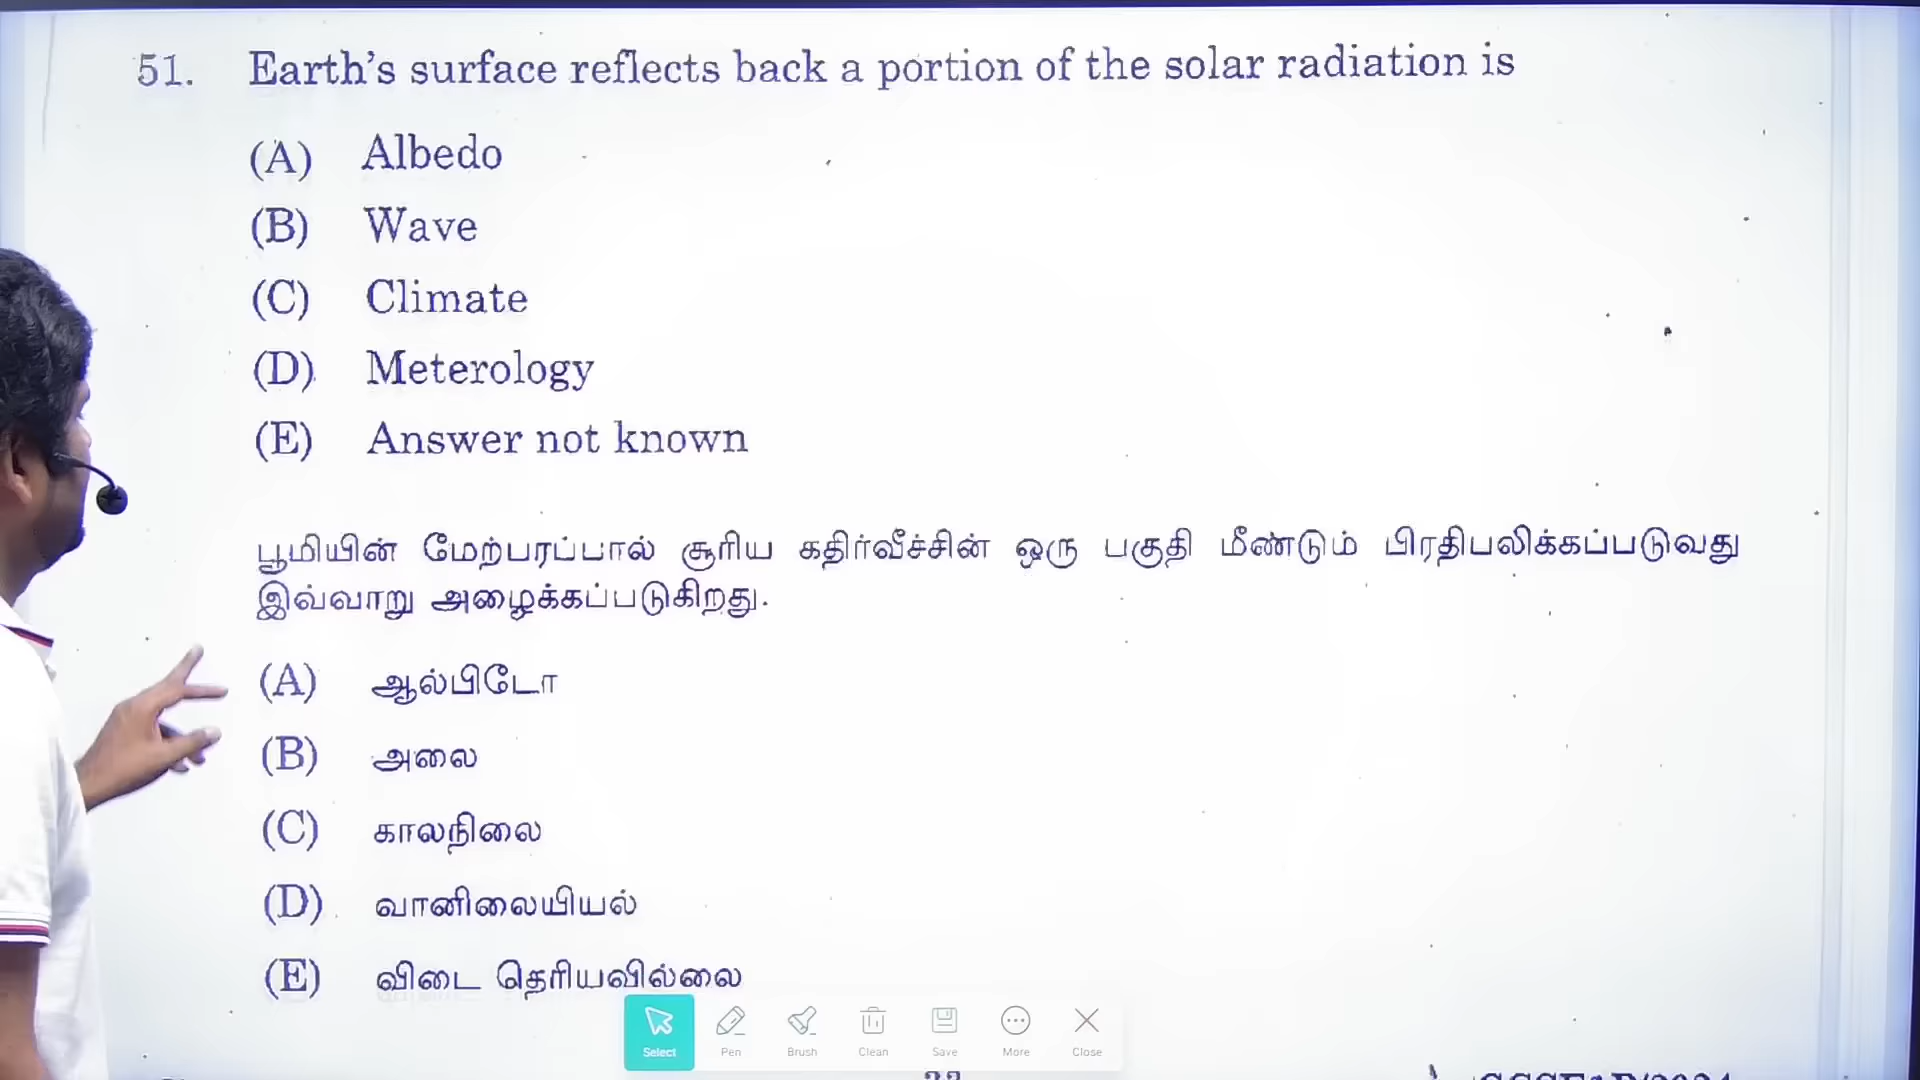 51. Earth's surface reflects back a portion of the solar radiation is
(A) Albedo
(B) Wave
(C) Climate
(D) Meterology
(E) Answer not known
பூமியின் மேற்பரப்பால் சூரிய கதிர்வீச்சின் ஒரு பகுதி மீண்டும் பிரதிபலிக்கப்படுவது
இவ்வாறு அழைக்கப்படுகிறது.
(A) ஆல்பிடோ
(B) அலை
(C) காலநிலை
(D) வானிலையியல்
(E) விடை தெரியவில்லை
Select Pen Brush Clean Save More Close